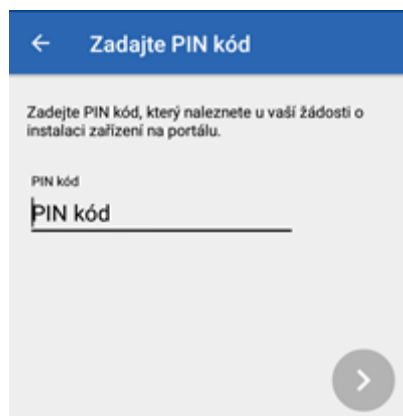 Zadajte PIN kód
Zadejte PIN kód, který naleznete u vaší žádosti o
instalaci zařízení na portálu.
PIN kód
PIN kód